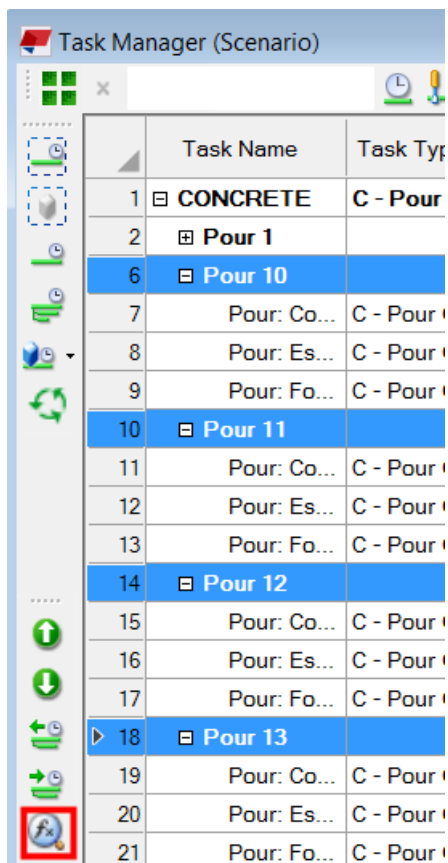 Task Manager (Scenario)
Task Name Task Typ
1 CONCRETE C - Pour
2 Pour 1
6 Pour 10
7 Pour: Co... C - Pour
8 Pour: Es... C - Pour
9 Pour: Fo... C - Pour
10 Pour 11
11 Pour: Co... C - Pour
12 Pour: Es... C - Pour
13 Pour: Fo... C - Pour
14 Pour 12
15 Pour: Co... C - Pour
16 Pour: Es... C - Pour
17 Pour: Fo... C - Pour
18 Pour 13
19 Pour: Co... C - Pour
20 Pour: Es... C - Pour
fx
21 Pour: Fo... C - Pour